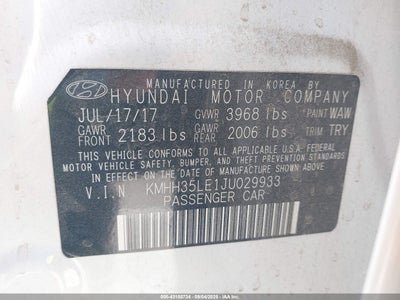 MANUFACTURED IN KOREA BY
HYUNDAI MOTOR COMPANY
JUL/17/17 GVWR 3968 lbs PAINT WAW
GAWR FRONT 2183 lbs GAWR REAR 2006 lbs TRIM TRY
THIS VEHICLE CONFORMS TO ALL APPLICABLE U.S.A. FEDERAL
MOTOR VEHICLE SAFETY, BUMPER, AND THEFT PREVENTION STANDARDS
IN EFFECT ON THE DATE OF MANUFACTURE SHOWN ABOVE.
V.I.N KMHH35LE1JU029933
PASSENGER CAR